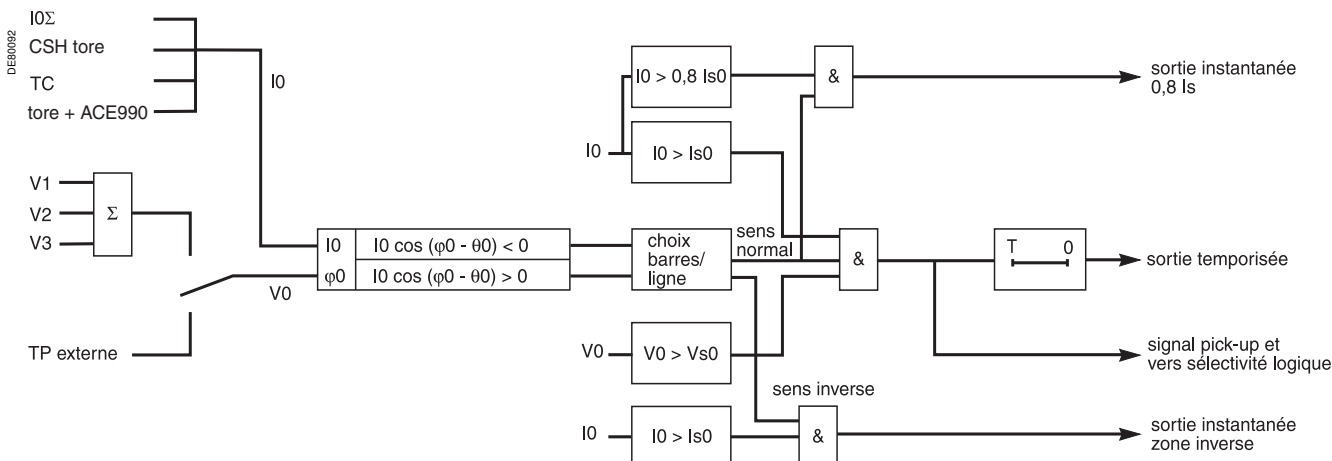 DE80092
I0Σ
CSH tore
TC
tore + ACE990
I0
V1
V2
V3
Σ
TP externe
V0
I0
I0 cos (φ0 - θ0) < 0
φ0
I0 cos (φ0 - θ0) > 0
I0
I0 > 0,8 Is0
I0 > Is0
choix
barres/
ligne
sens
normal
V0
V0 > Vs0
sens inverse
I0
I0 > Is0
&
&
&
T
0
sortie instantanée
0,8 Is
sortie temporisée
signal pick-up et
vers sélectivité logique
sortie instantanée
zone inverse